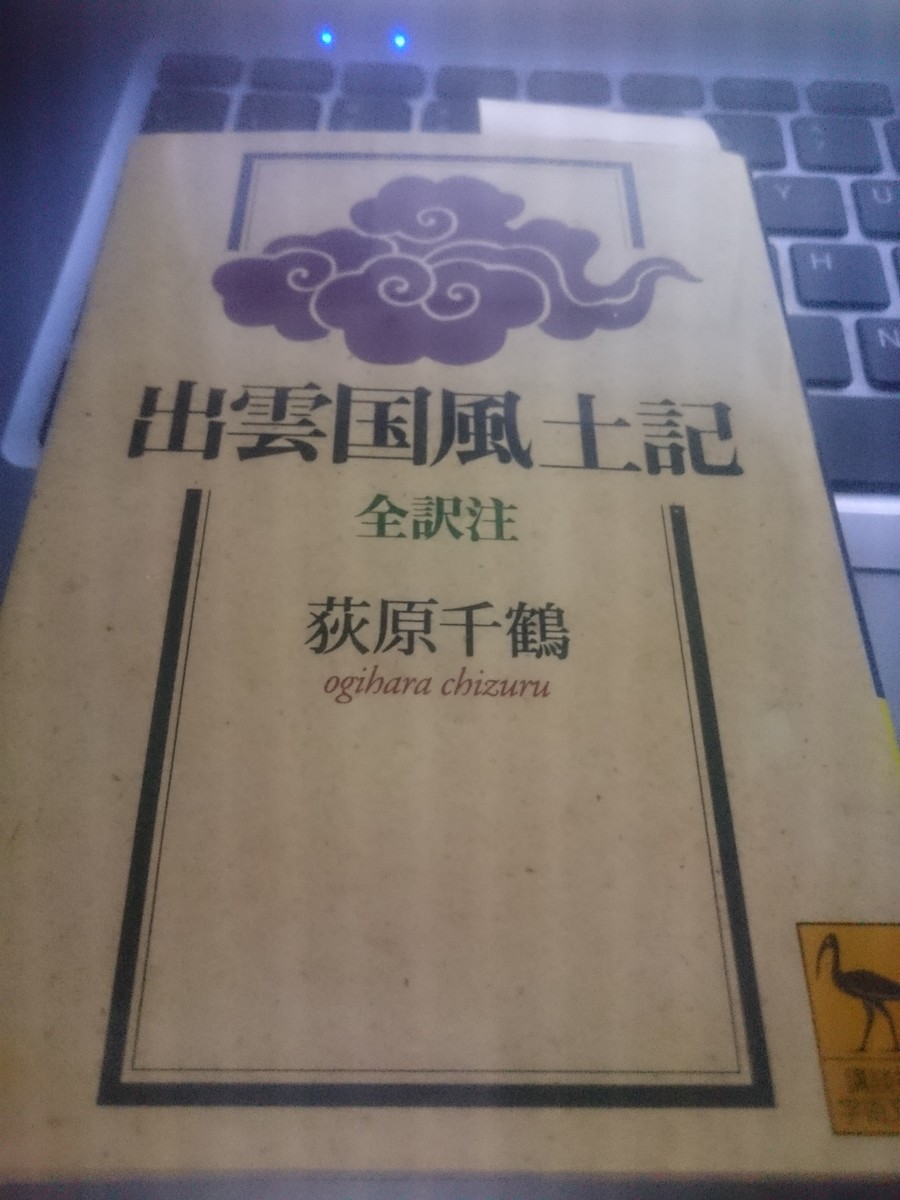 出雲国風土記
全訳注
荻原千鶴
ogihara chizuru
Y U
H
N